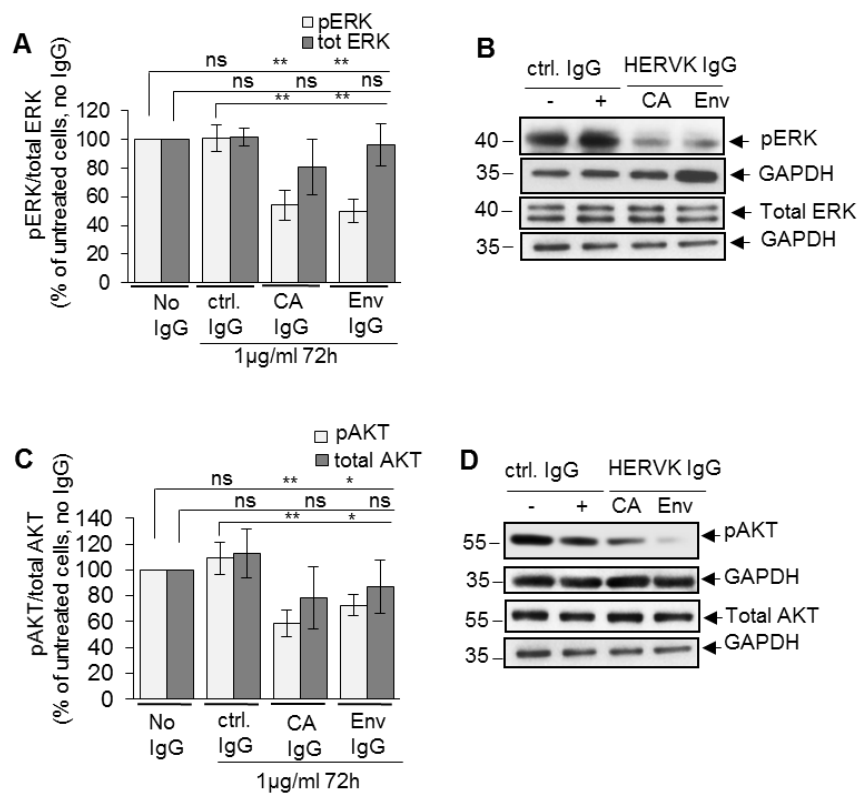 A
pERK
tot ERK
ns ** **
ns ns ns
** **
pERK/total ERK
(% of untreated cells, no IgG)
120
100
80
60
40
20
0
No IgG
ctrl. IgG
CA IgG
Env IgG
1µg/ml 72h
B
ctrl. IgG HERVK IgG
- + CA Env
40 pERK
35 GAPDH
40 Total ERK
35 GAPDH
C
pAKT
total AKT
ns ** *
ns ns ns
** *
pAKT/total AKT
(% of untreated cells, no IgG)
140
120
100
80
60
40
20
0
No IgG
ctrl. IgG
CA IgG
Env IgG
1µg/ml 72h
D
ctrl. IgG HERVK IgG
- + CA Env
55 pAKT
35 GAPDH
55 Total AKT
35 GAPDH